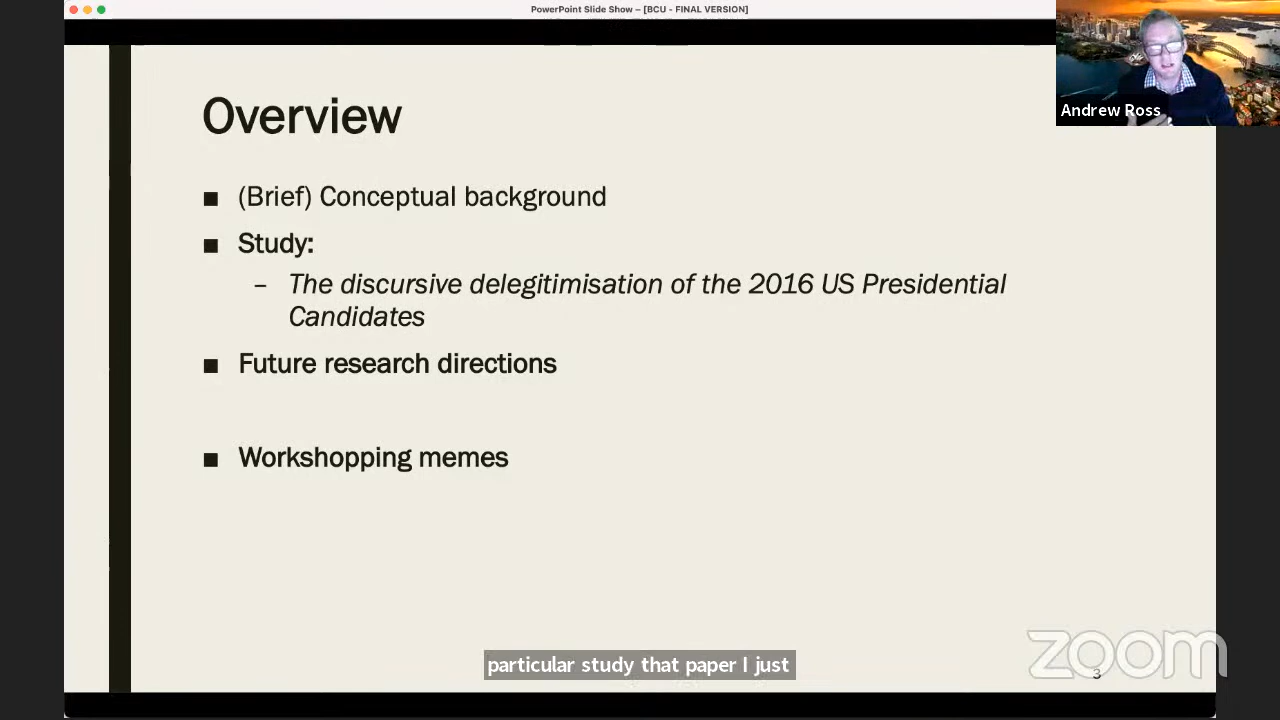 PowerPoint Slide Show – [BCU - FINAL VERSION]
Andrew Ross
Overview
■ (Brief) Conceptual background
■ Study:
– The discursive delegitimisation of the 2016 US Presidential
Candidates
■ Future research directions
■ Workshopping memes
particular study that paper I just
zoom
3